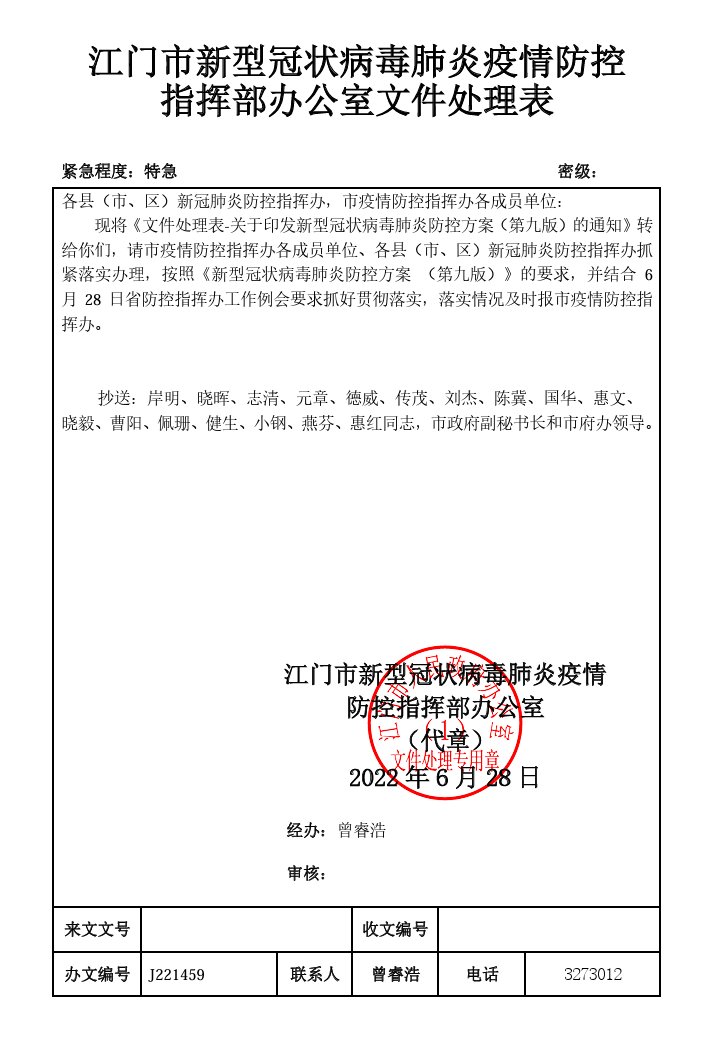 江门市新型冠状病毒肺炎疫情防控
指挥部办公室文件处理表
紧急程度：特急 密级：
各县（市、区）新冠肺炎防控指挥办，市疫情防控指挥办各成员单位：
现将《文件处理表-关于印发新型冠状病毒肺炎防控方案（第九版）的通知》转
给你们，请市疫情防控指挥办各成员单位、各县（市、区）新冠肺炎防控指挥办抓
紧落实办理，按照《新型冠状病毒肺炎防控方案 （第九版）》的要求，并结合 6
月 28 日省防控指挥办工作例会要求抓好贯彻落实，落实情况及时报市疫情防控指
挥办。
抄送：岸明、晓晖、志清、元章、德威、传茂、刘杰、陈冀、国华、惠文、
晓毅、曹阳、佩珊、健生、小钢、燕芬、惠红同志，市政府副秘书长和市府办领导。
江门市新型冠状病毒肺炎疫情
防控指挥部办公室
（代章）
2022 年 6 月 28 日
江门市人民政府办公室
（1）
文件处理专用章
经办：曾睿浩
审核：
来文文号 收文编号
办文编号 J221459 联系人 曾睿浩 电话 3273012